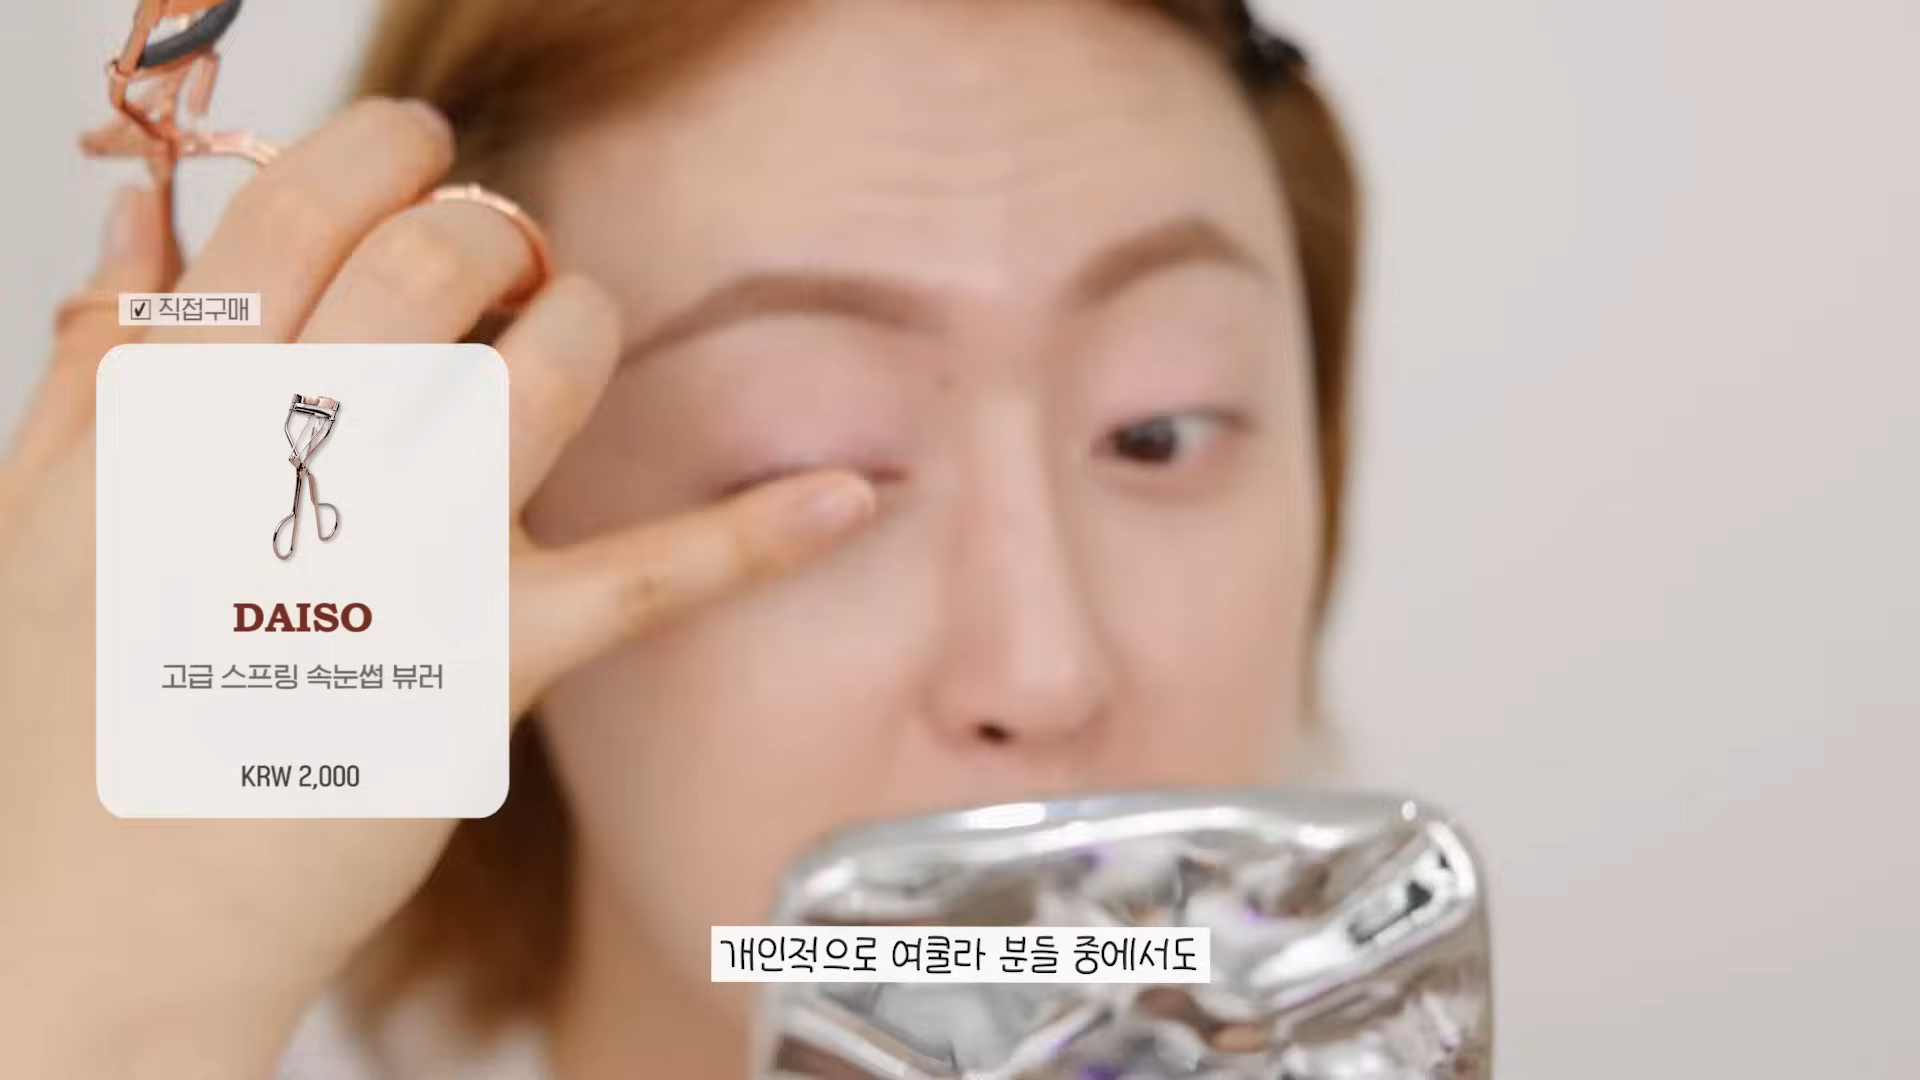 직접구매
DAISO
고급 스프링 속눈썹 뷰러
KRW 2,000
개인적으로 여쿨라 분들 중에서도